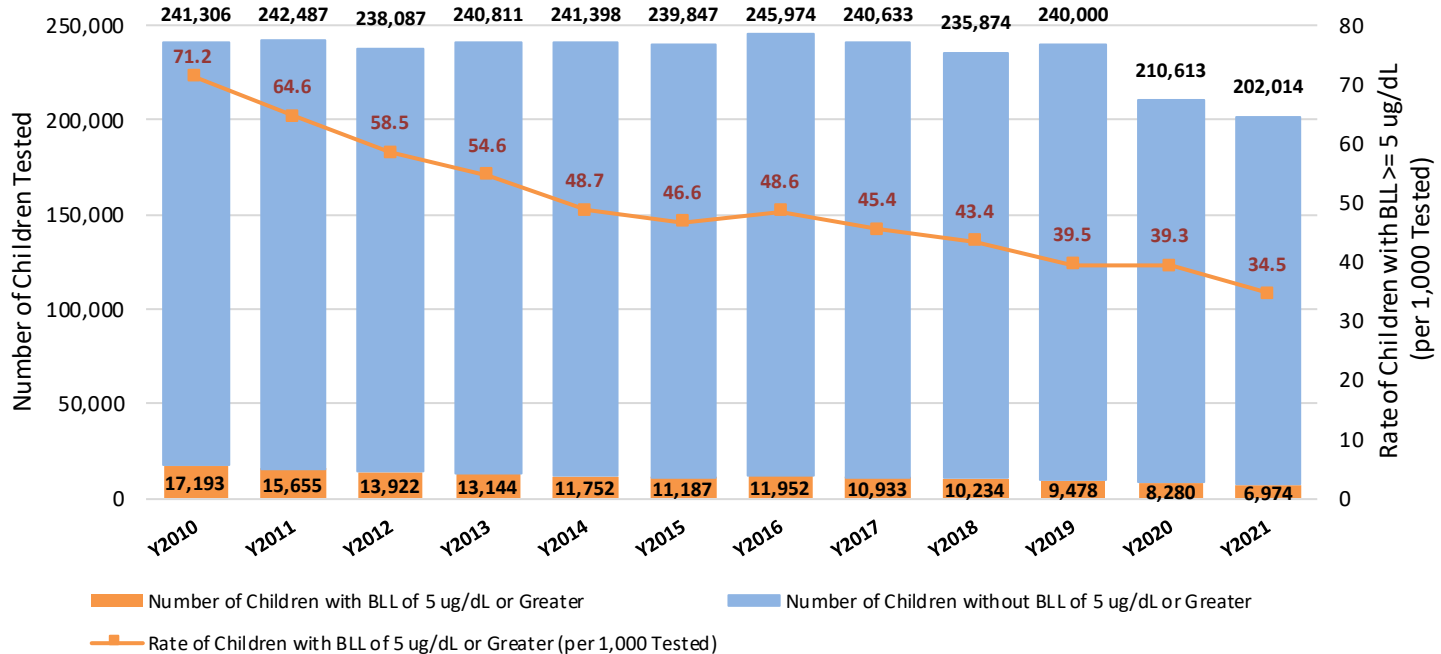 241,306 242,487 238,087 240,811 241,398 239,847 245,974 240,633 235,874 240,000 210,613 202,014
Number of Children Tested
250,000
200,000
150,000
100,000
50,000
0
71.2 64.6 58.5 54.6 48.7 46.6 48.6 45.4 43.4 39.5 39.3 34.5
17,193 15,655 13,922 13,144 11,752 11,187 11,952 10,933 10,234 9,478 8,280 6,974
80
70
60
50
40
30
20
10
0
Rate of Children with BLL >= 5 ug/dL
(per 1,000 Tested)
Y2010 Y2011 Y2012 Y2013 Y2014 Y2015 Y2016 Y2017 Y2018 Y2019 Y2020 Y2021
Number of Children with BLL of 5 ug/dL or Greater
Number of Children without BLL of 5 ug/dL or Greater
Rate of Children with BLL of 5 ug/dL or Greater (per 1,000 Tested)